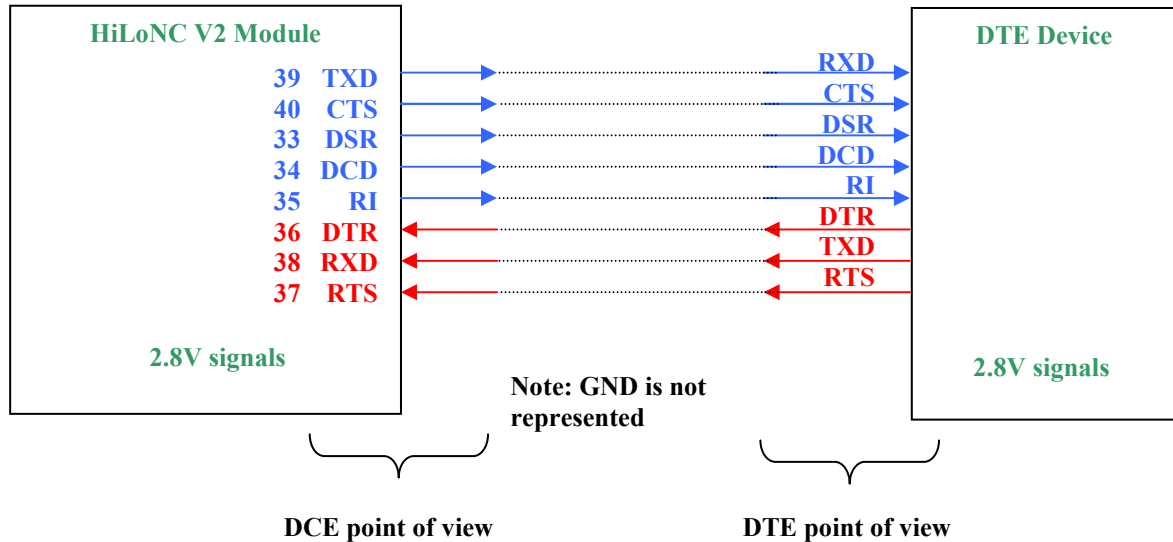 HiLoNC V2 Module
39 TXD
40 CTS
33 DSR
34 DCD
35 RI
36 DTR
38 RXD
37 RTS
2.8V signals
DTE Device
RXD
CTS
DSR
DCD
RI
DTR
TXD
RTS
2.8V signals
Note: GND is not
represented
DCE point of view
DTE point of view